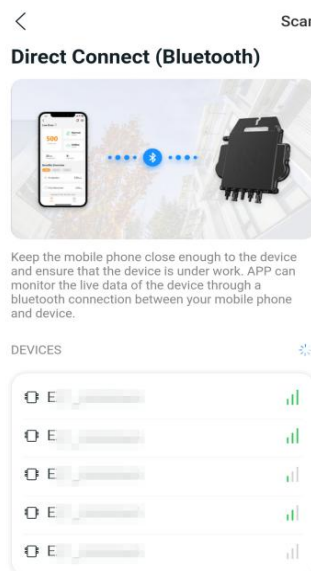 Scan
Direct Connect (Bluetooth)
500
Keep the mobile phone close enough to the device
and ensure that the device is under work. APP can
monitor the live data of the device through a
bluetooth connection between your mobile phone
and device.
DEVICES
E
E
E
E
E